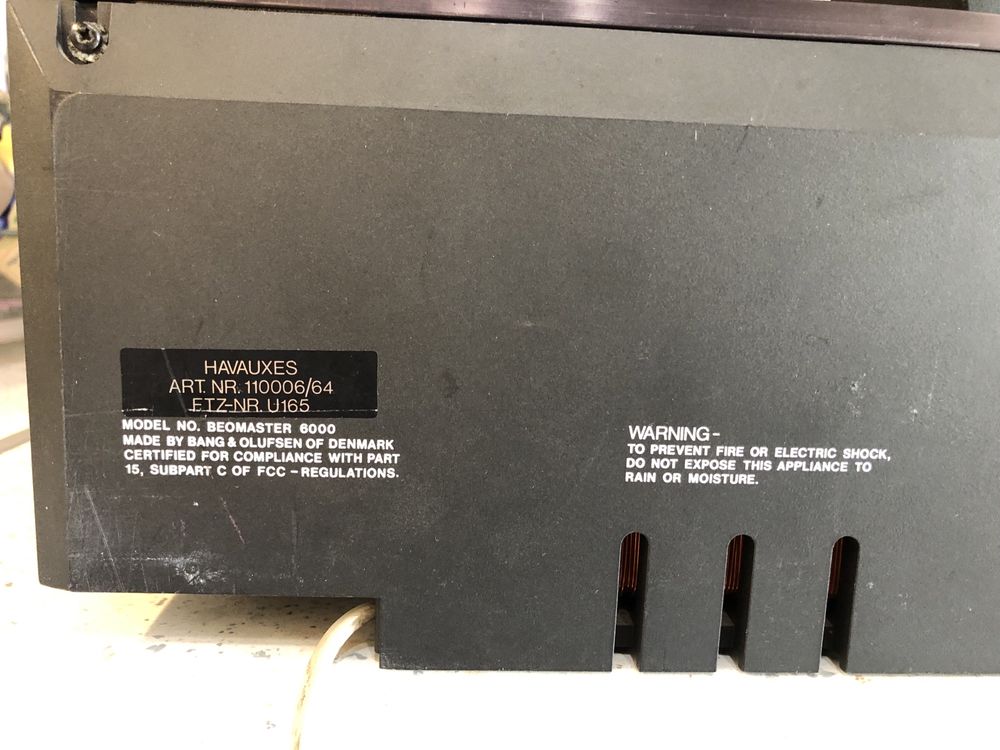 HAVAUXES
ART. NR. 110006/64
FTZ-NR. U165
MODEL NO. BEOMASTER 6000
MADE BY BANG & OLUFSEN OF DENMARK
CERTIFIED FOR COMPLIANCE WITH PART
15, SUBPART C OF FCC - REGULATIONS.
WARNING -
TO PREVENT FIRE OR ELECTRIC SHOCK,
DO NOT EXPOSE THIS APPLIANCE TO
RAIN OR MOISTURE.